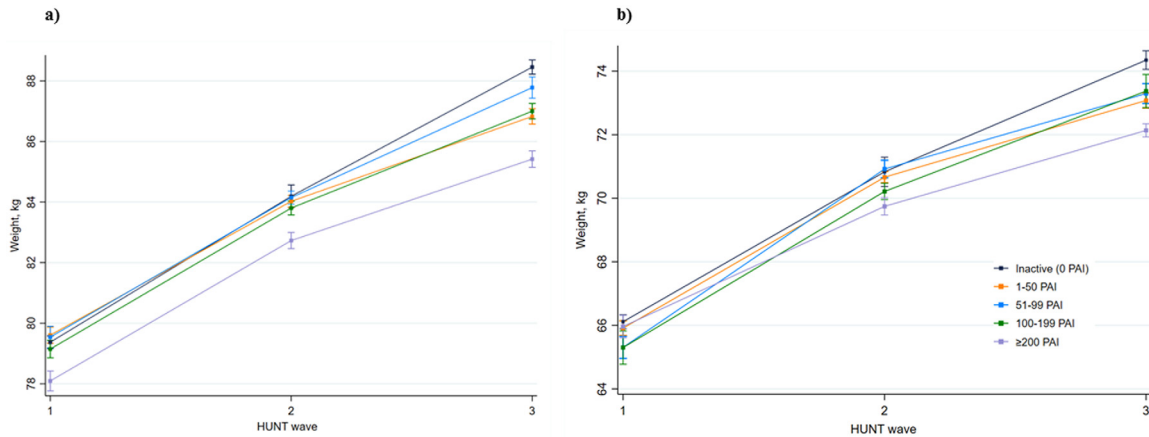 a)
Weight, kg
88
86
84
82
80
78
1 2 3
HUNT wave
b)
Weight, kg
74
72
70
68
66
64
1 2 3
HUNT wave
Inactive (0 PAI)
1-50 PAI
51-99 PAI
100-199 PAI
≥200 PAI